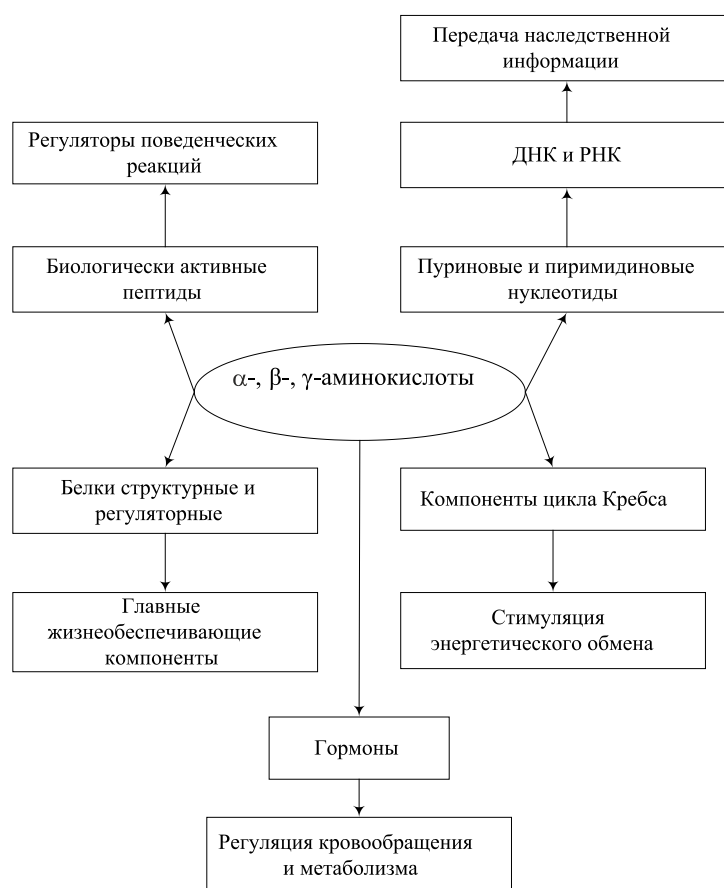 Передача наследственной
информации
Регуляторы поведенческих
реакций
ДНК и РНК
Биологически активные
пептиды
Пуриновые и пиримидиновые
нуклеотиды
α-, β-, γ-аминокислоты
Белки структурные и
регуляторные
Компоненты цикла Кребса
Главные
жизнеобеспечивающие
компоненты
Стимуляция
энергетического обмена
Гормоны
Регуляция кровообращения
и метаболизма